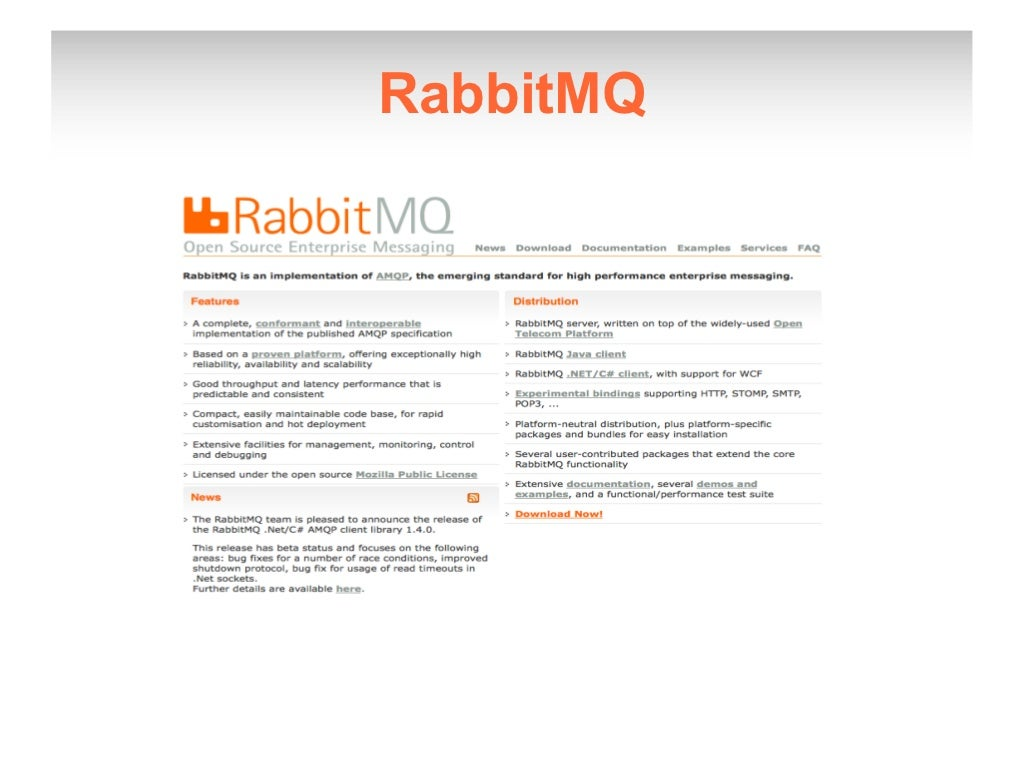 RabbitMQ
RabbitMQ
Open Source Enterprise Messaging
News Download Documentation Examples Services FAQ
RabbitMQ is an implementation of AMQP, the emerging standard for high performance enterprise messaging.
Features
> A complete, conformant and interoperable
implementation of the published AMQP specification
> Based on a proven platform, offering exceptionally high
reliability, availability and scalability
> Good throughput and latency performance that is
predictable and consistent
> Compact, easily maintainable code base, for rapid
customisation and hot deployment
> Extensive facilities for management, monitoring, control
and debugging
> Licensed under the open source Mozilla Public License
News
> The RabbitMQ team is pleased to announce the release of
the RabbitMQ .Net/C# AMQP client library 1.4.0.
This release has beta status and focuses on the following
areas: bug fixes for a number of race conditions, improved
shutdown protocol, bug fix for usage of read timeouts in
.Net sockets.
Further details are available here.
Distribution
> RabbitMQ server, written on top of the widely-used Open
Telecom Platform
> RabbitMQ Java client
> RabbitMQ .NET/C# client, with support for WCF
> Experimental bindings supporting HTTP, STOMP, SMTP,
POP3, ...
> Platform-neutral distribution, plus platform-specific
packages and bundles for easy installation
> Several user-contributed packages that extend the core
RabbitMQ functionality
> Extensive documentation, several demos and
examples, and a functional/performance test suite
> Download Now!